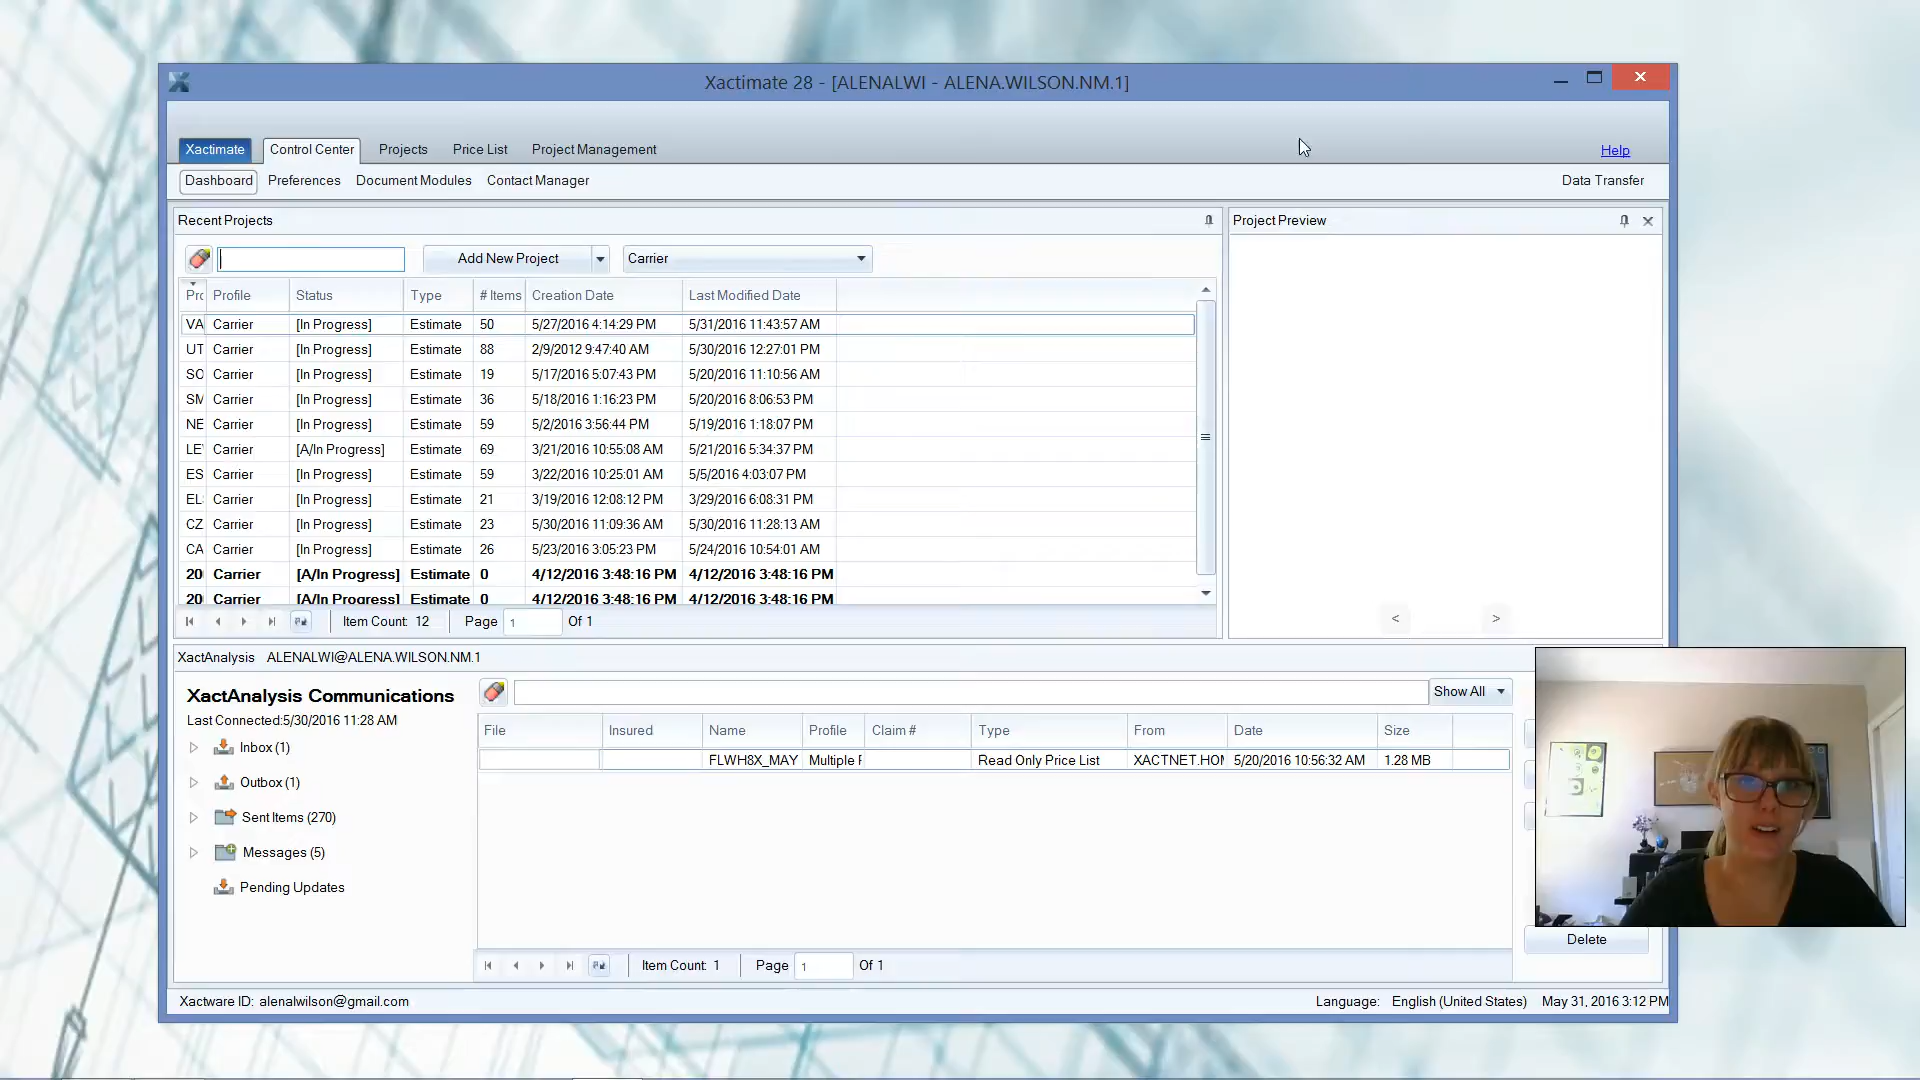 Xactimate 28 - [ALENALWI - ALENA.WILSON.NM.1]
Xactimate Control Center Projects Price List Project Management Help
Dashboard Preferences Document Modules Contact Manager Data Transfer
Recent Projects Project Preview
Add New Project Carrier
Prc Profile Status Type # Items Creation Date Last Modified Date
VA Carrier [In Progress] Estimate 50 5/27/2016 4:14:29 PM 5/31/2016 11:43:57 AM
UT Carrier [In Progress] Estimate 88 2/9/2012 9:47:40 AM 5/30/2016 12:27:01 PM
SO Carrier [In Progress] Estimate 19 5/17/2016 5:07:43 PM 5/20/2016 11:10:56 AM
SM Carrier [In Progress] Estimate 36 5/18/2016 1:16:23 PM 5/20/2016 8:06:53 PM
NE Carrier [In Progress] Estimate 59 5/2/2016 3:56:44 PM 5/19/2016 1:18:07 PM
LE Carrier [A/In Progress] Estimate 69 3/21/2016 10:55:08 AM 5/21/2016 5:34:37 PM
ES Carrier [In Progress] Estimate 59 3/22/2016 10:25:01 AM 5/5/2016 4:03:07 PM
EL Carrier [In Progress] Estimate 21 3/19/2016 12:08:12 PM 3/29/2016 6:08:31 PM
CZ Carrier [In Progress] Estimate 23 5/30/2016 11:09:36 AM 5/30/2016 11:28:13 AM
CA Carrier [In Progress] Estimate 26 5/23/2016 3:05:23 PM 5/24/2016 10:54:01 AM
20 Carrier [A/In Progress] Estimate 0 4/12/2016 3:48:16 PM 4/12/2016 3:48:16 PM
20 Carrier [A/In Progress] Estimate 0 4/12/2016 3:48:16 PM 4/12/2016 3:48:16 PM
Item Count: 12 Page 1 Of 1 < >
XactAnalysis ALENALWI@ALENA.WILSON.NM.1
XactAnalysis Communications Show All
Last Connected:5/30/2016 11:28 AM
File Insured Name Profile Claim # Type From Date Size
Inbox (1)
FLWH8X_MAY Multiple F Read Only Price List XACTNET.HOM 5/20/2016 10:56:32 AM 1.28 MB
Outbox (1)
Sent Items (270)
Messages (5)
Pending Updates
Delete
Item Count: 1 Page 1 Of 1
Xactware ID: alenalwilson@gmail.com Language: English (United States) May 31, 2016 3:12 PM